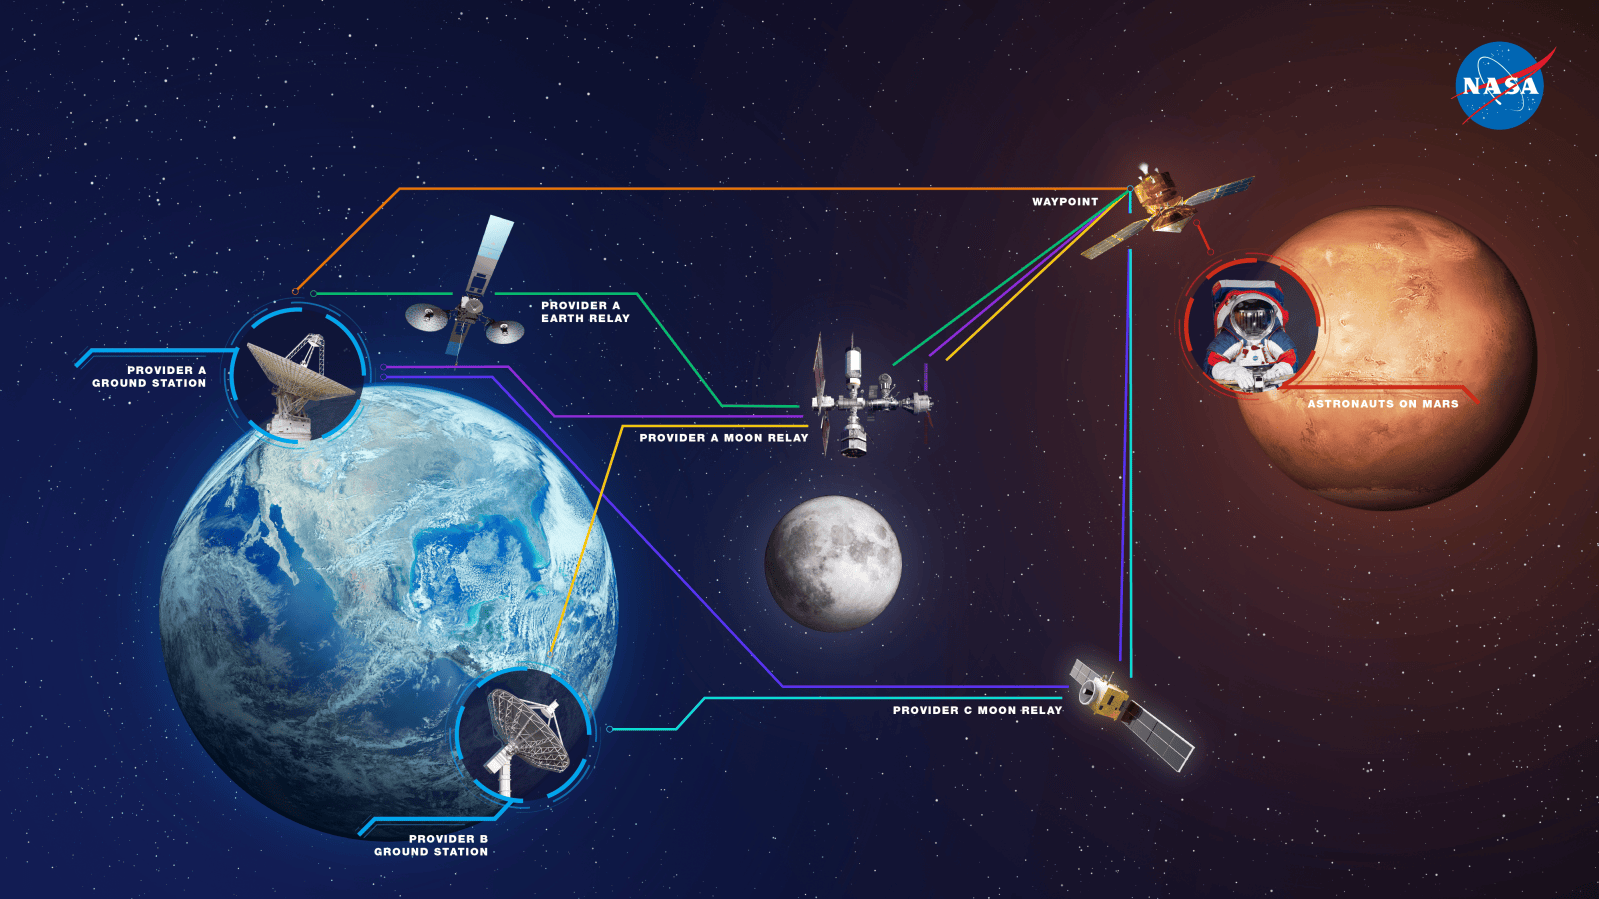 NASA
WAYPOINT
PROVIDER A
EARTH RELAY
PROVIDER A
GROUND STATION
ASTRONAUTS ON MARS
PROVIDER A MOON RELAY
PROVIDER C MOON RELAY
PROVIDER B
GROUND STATION